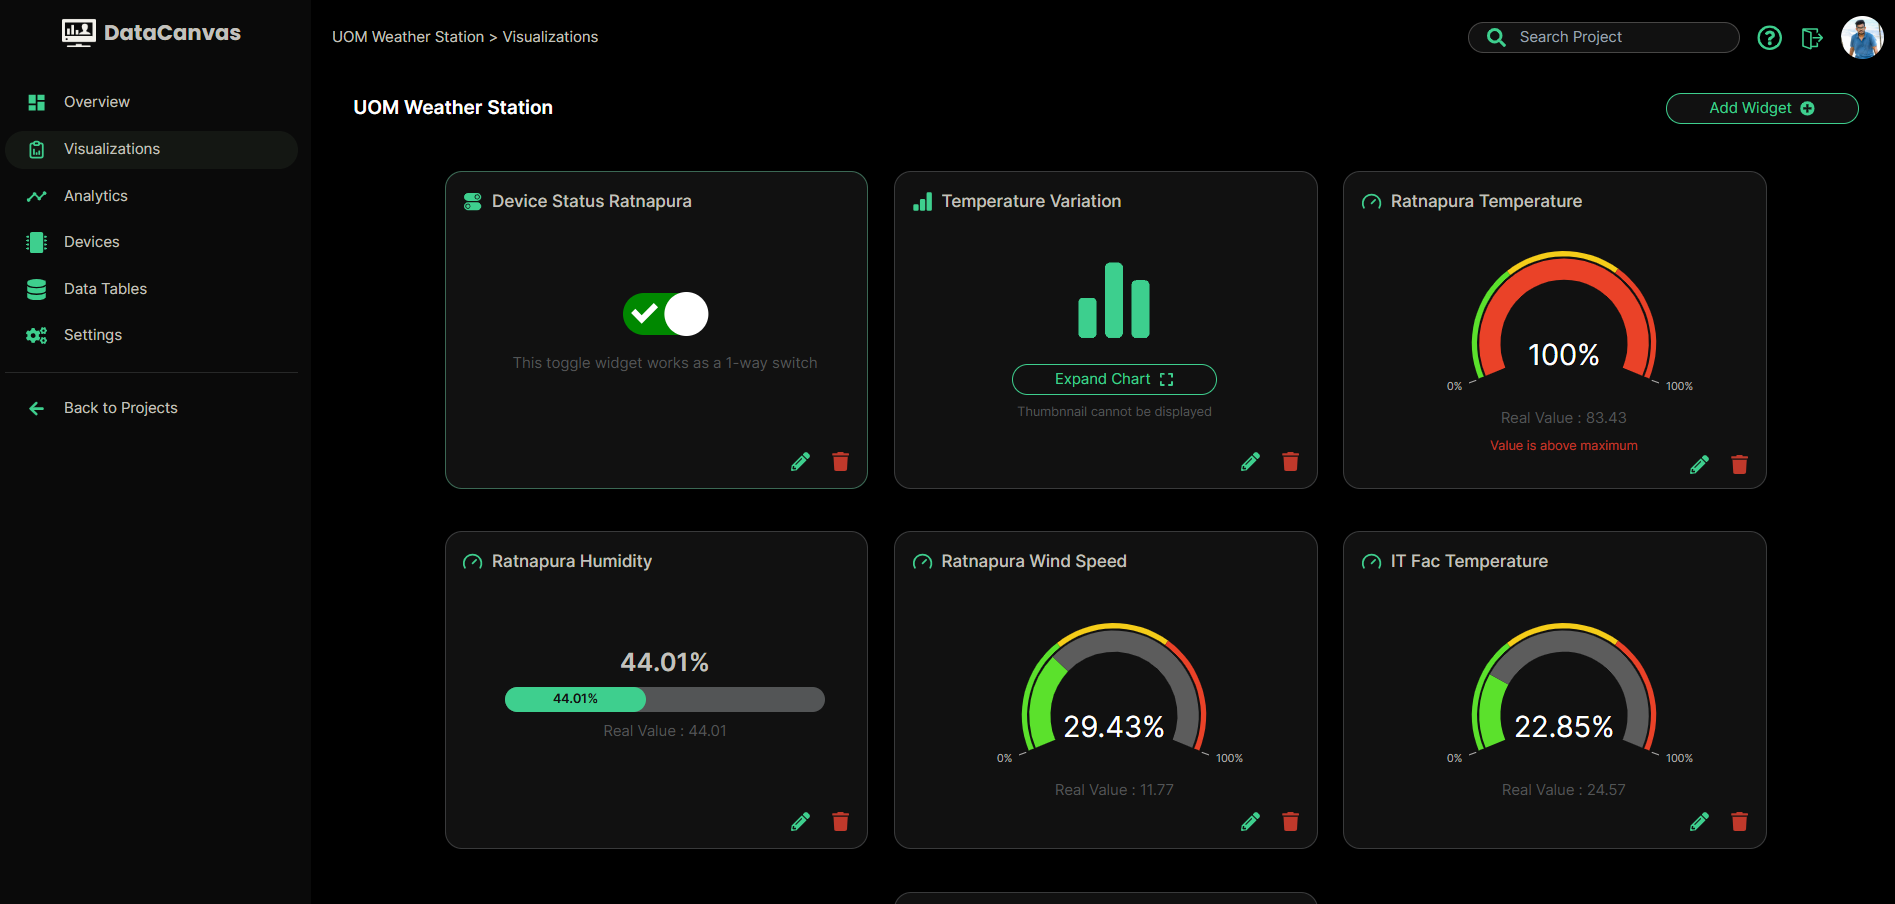 DataCanvas
Overview
Visualizations
Analytics
Devices
Data Tables
Settings
Back to Projects
UOM Weather Station > Visualizations
Search Project
UOM Weather Station
Add Widget
Device Status Ratnapura
This toggle widget works as a 1-way switch
Temperature Variation
Expand Chart
Thumbnnail cannot be displayed
Ratnapura Temperature
100%
0%
100%
Real Value : 83.43
Value is above maximum
Ratnapura Humidity
44.01%
44.01%
Real Value : 44.01
Ratnapura Wind Speed
29.43%
0%
100%
Real Value : 11.77
IT Fac Temperature
22.85%
0%
100%
Real Value : 24.57